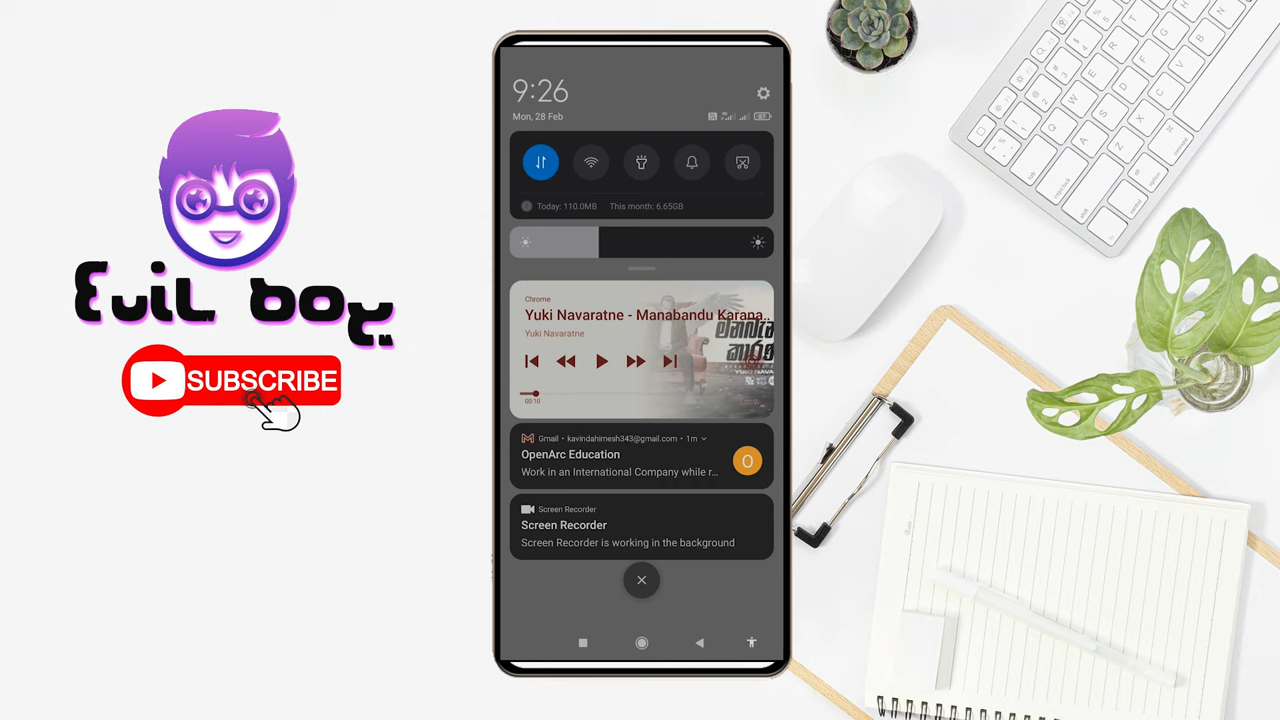 Evil boy
SUBSCRIBE
9:26
Mon, 28 Feb
Today: 110.0MB This month: 6.65GB
Chrome
Yuki Navaratne - Manabandu Karana..
Yuki Navaratne
00:10
Gmail • kavindahimesh343@gmail.com • 1m
OpenArc Education
Work in an International Company while r...
O
Screen Recorder
Screen Recorder
Screen Recorder is working in the background